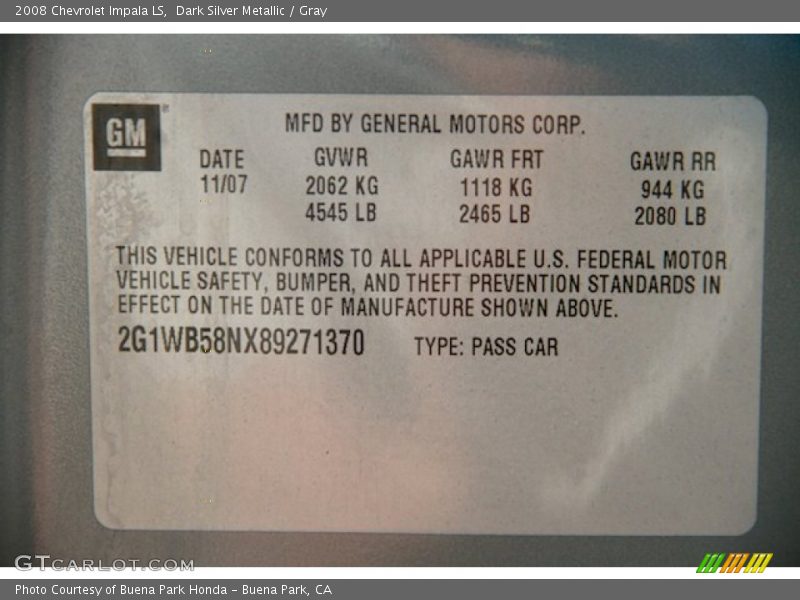 2008 Chevrolet Impala LS,  Dark Silver Metallic / Gray
GM
MFD BY GENERAL MOTORS CORP.
DATE GVWR GAWR FRT GAWR RR
11/07 2062 KG 1118 KG 944 KG
4545 LB 2465 LB 2080 LB
THIS VEHICLE CONFORMS TO ALL APPLICABLE U.S. FEDERAL MOTOR
VEHICLE SAFETY, BUMPER, AND THEFT PREVENTION STANDARDS IN
EFFECT ON THE DATE OF MANUFACTURE SHOWN ABOVE.
2G1WB58NX89271370 TYPE: PASS CAR
GTCARLOT.COM
Photo Courtesy of Buena Park Honda – Buena Park, CA